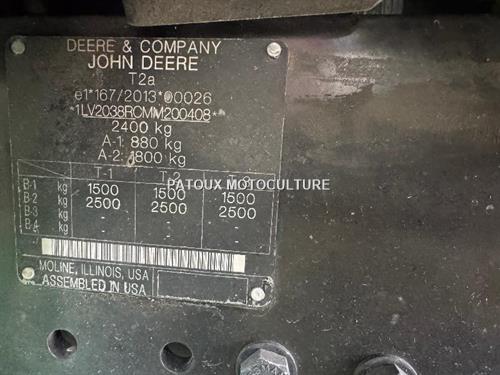 DEERE & COMPANY
JOHN DEERE
T2a
e1*167/2013*00026
*1LV2038RCMM200408*
2400 kg
A-1: 880 kg
A-2: 1800 kg
T-1 T-2 T-3
B-1 kg 1500 1500 1500
B-2 kg 2500 2500 2500
B-3 kg - - -
B-4 kg - - -
PATOUX MOTOCULTURE
MOLINE, ILLINOIS, USA
ASSEMBLED IN USA